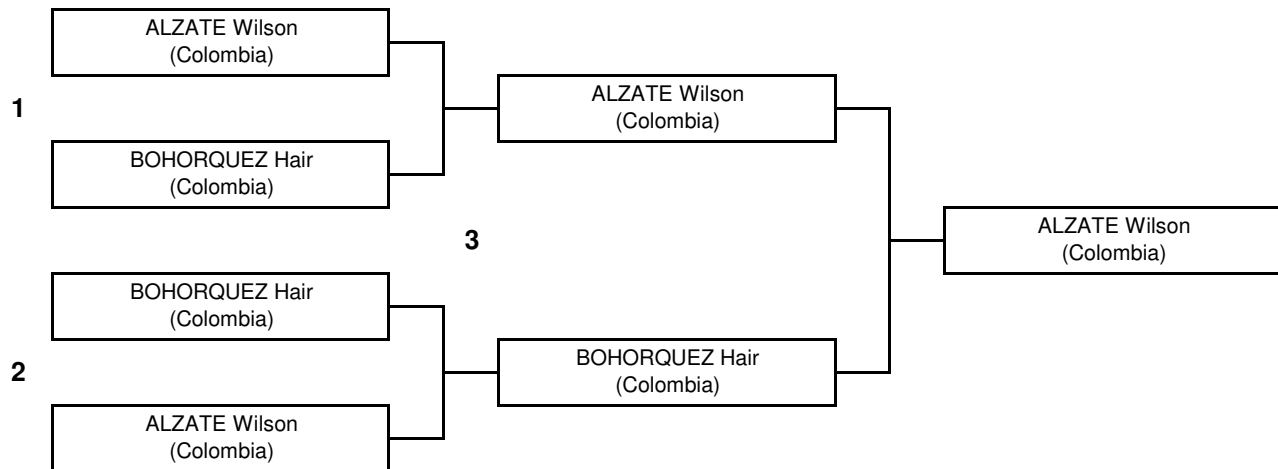 ALZATE Wilson
(Colombia)
1
BOHORQUEZ Hair
(Colombia)
BOHORQUEZ Hair
(Colombia)
2
ALZATE Wilson
(Colombia)
ALZATE Wilson
(Colombia)
3
BOHORQUEZ Hair
(Colombia)
ALZATE Wilson
(Colombia)